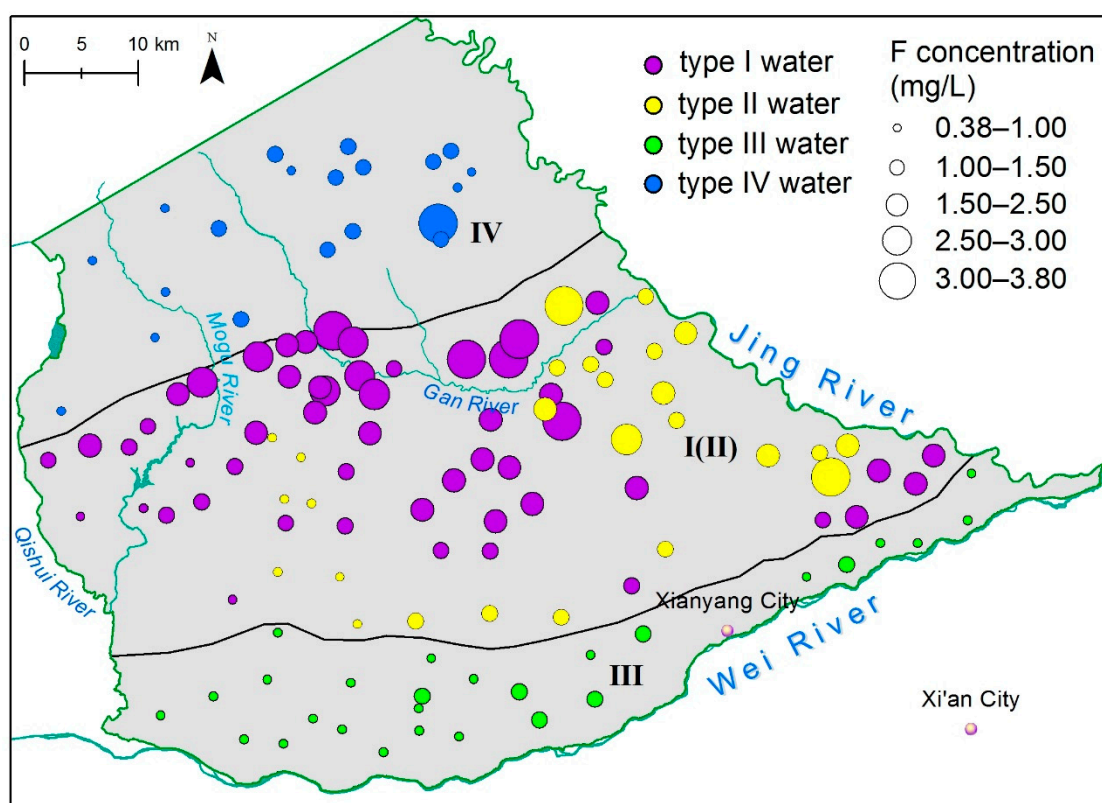 0 5 10 km
N
type I water
type II water
type III water
type IV water
F concentration
(mg/L)
0.38–1.00
1.00–1.50
1.50–2.50
2.50–3.00
3.00–3.80
IV
Mogu River
Gan River
Jing River
I(II)
Qishui River
Xianyang City
Wei River
III
Xi'an City